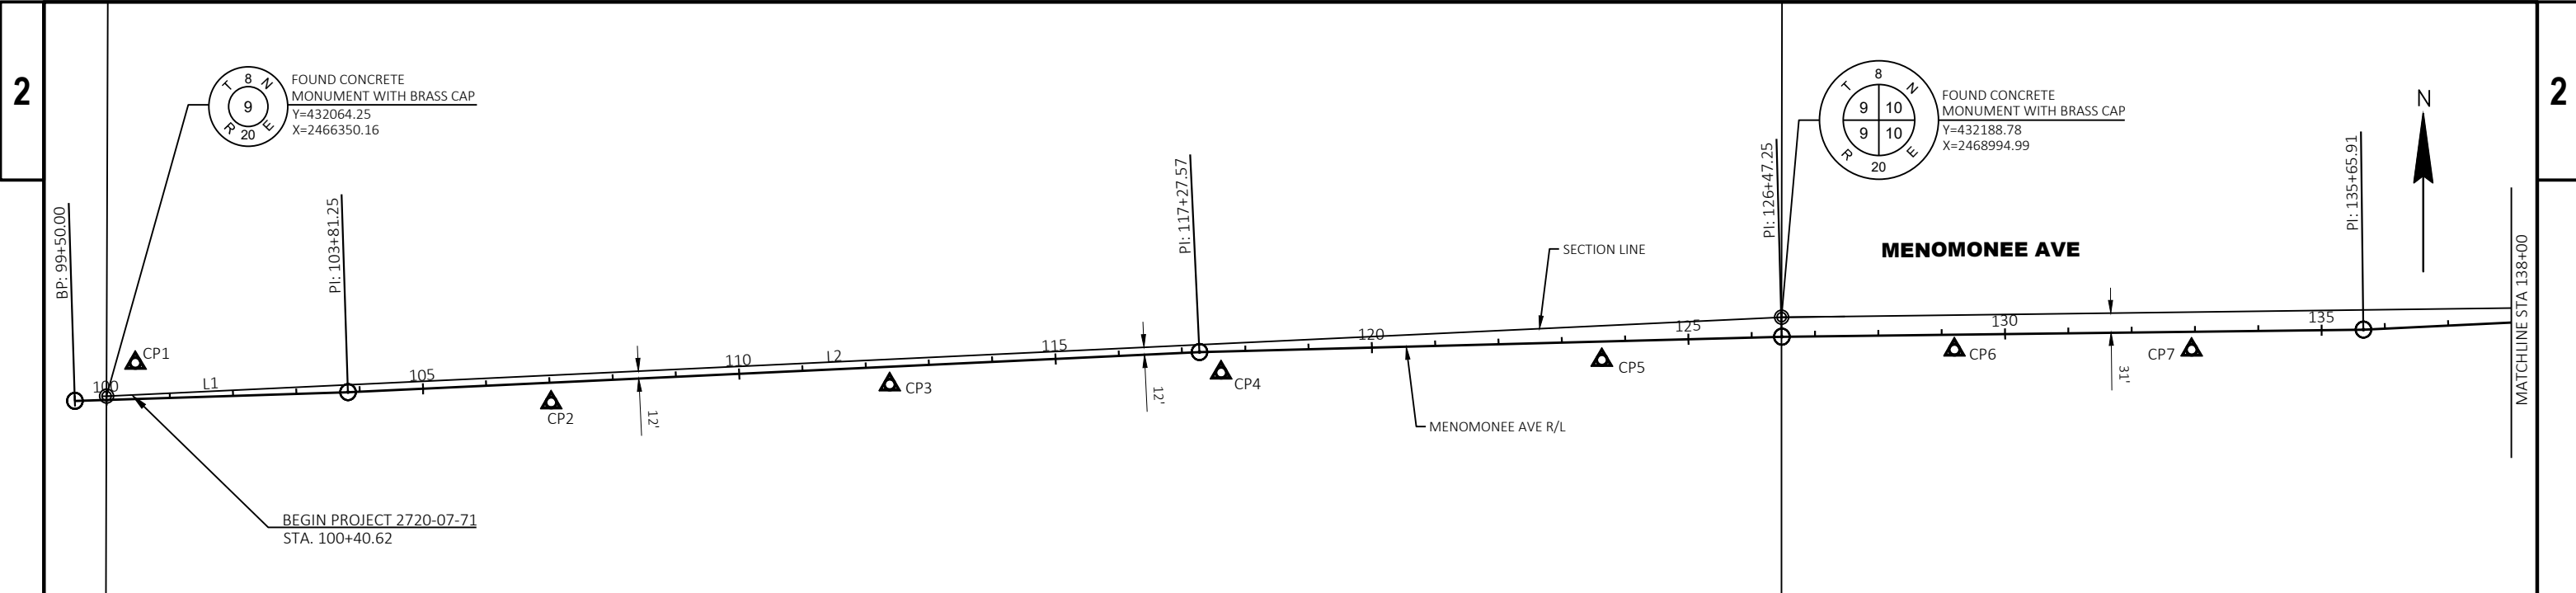 2
8
T N
9
R E
20
FOUND CONCRETE
MONUMENT WITH BRASS CAP
Y=432064.25
X=2466350.16
8
T N
9 10
9 10
R E
20
FOUND CONCRETE
MONUMENT WITH BRASS CAP
Y=432188.78
X=2468994.99
N
2
BP: 99+50.00
PI: 103+81.25
PI: 117+27.57
PI: 126+47.25
PI: 135+65.91
SECTION LINE
MENOMONEE AVE
MATCHLINE STA 138+00
100
L1
105
110
L2
115
120
125
130
135
CP1
CP2
CP3
CP4
CP5
CP6
CP7
12'
12'
31'
MENOMONEE AVE R/L
BEGIN PROJECT 2720-07-71
STA. 100+40.62